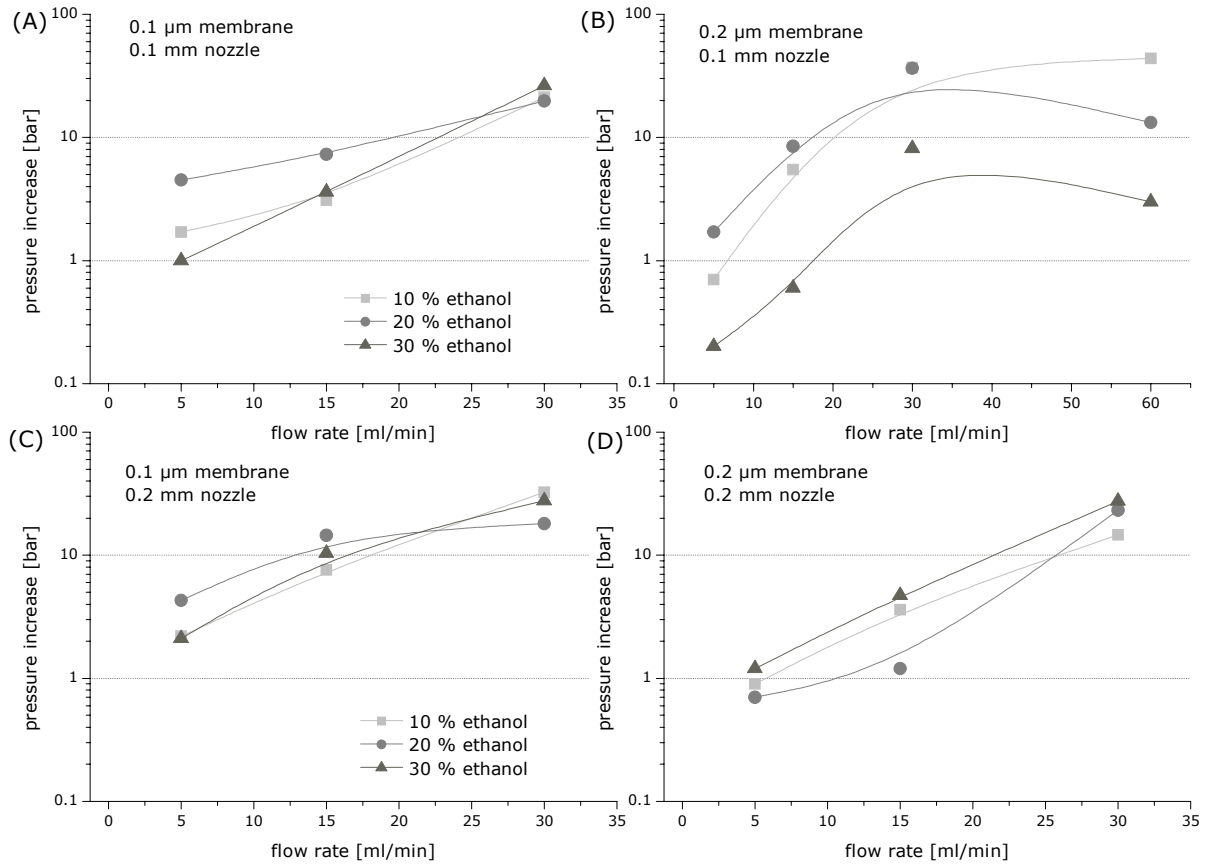 (A)
0.1 µm membrane
0.1 mm nozzle
100
10
1
0.1
pressure increase [bar]
10 % ethanol
20 % ethanol
30 % ethanol
0 5 10 15 20 25 30 35
flow rate [ml/min]
(B)
0.2 µm membrane
0.1 mm nozzle
100
10
1
0.1
pressure increase [bar]
0 10 20 30 40 50 60
flow rate [ml/min]
(C)
0.1 µm membrane
0.2 mm nozzle
100
10
1
0.1
pressure increase [bar]
10 % ethanol
20 % ethanol
30 % ethanol
0 5 10 15 20 25 30 35
flow rate [ml/min]
(D)
0.2 µm membrane
0.2 mm nozzle
100
10
1
0.1
pressure increase [bar]
0 5 10 15 20 25 30 35
flow rate [ml/min]